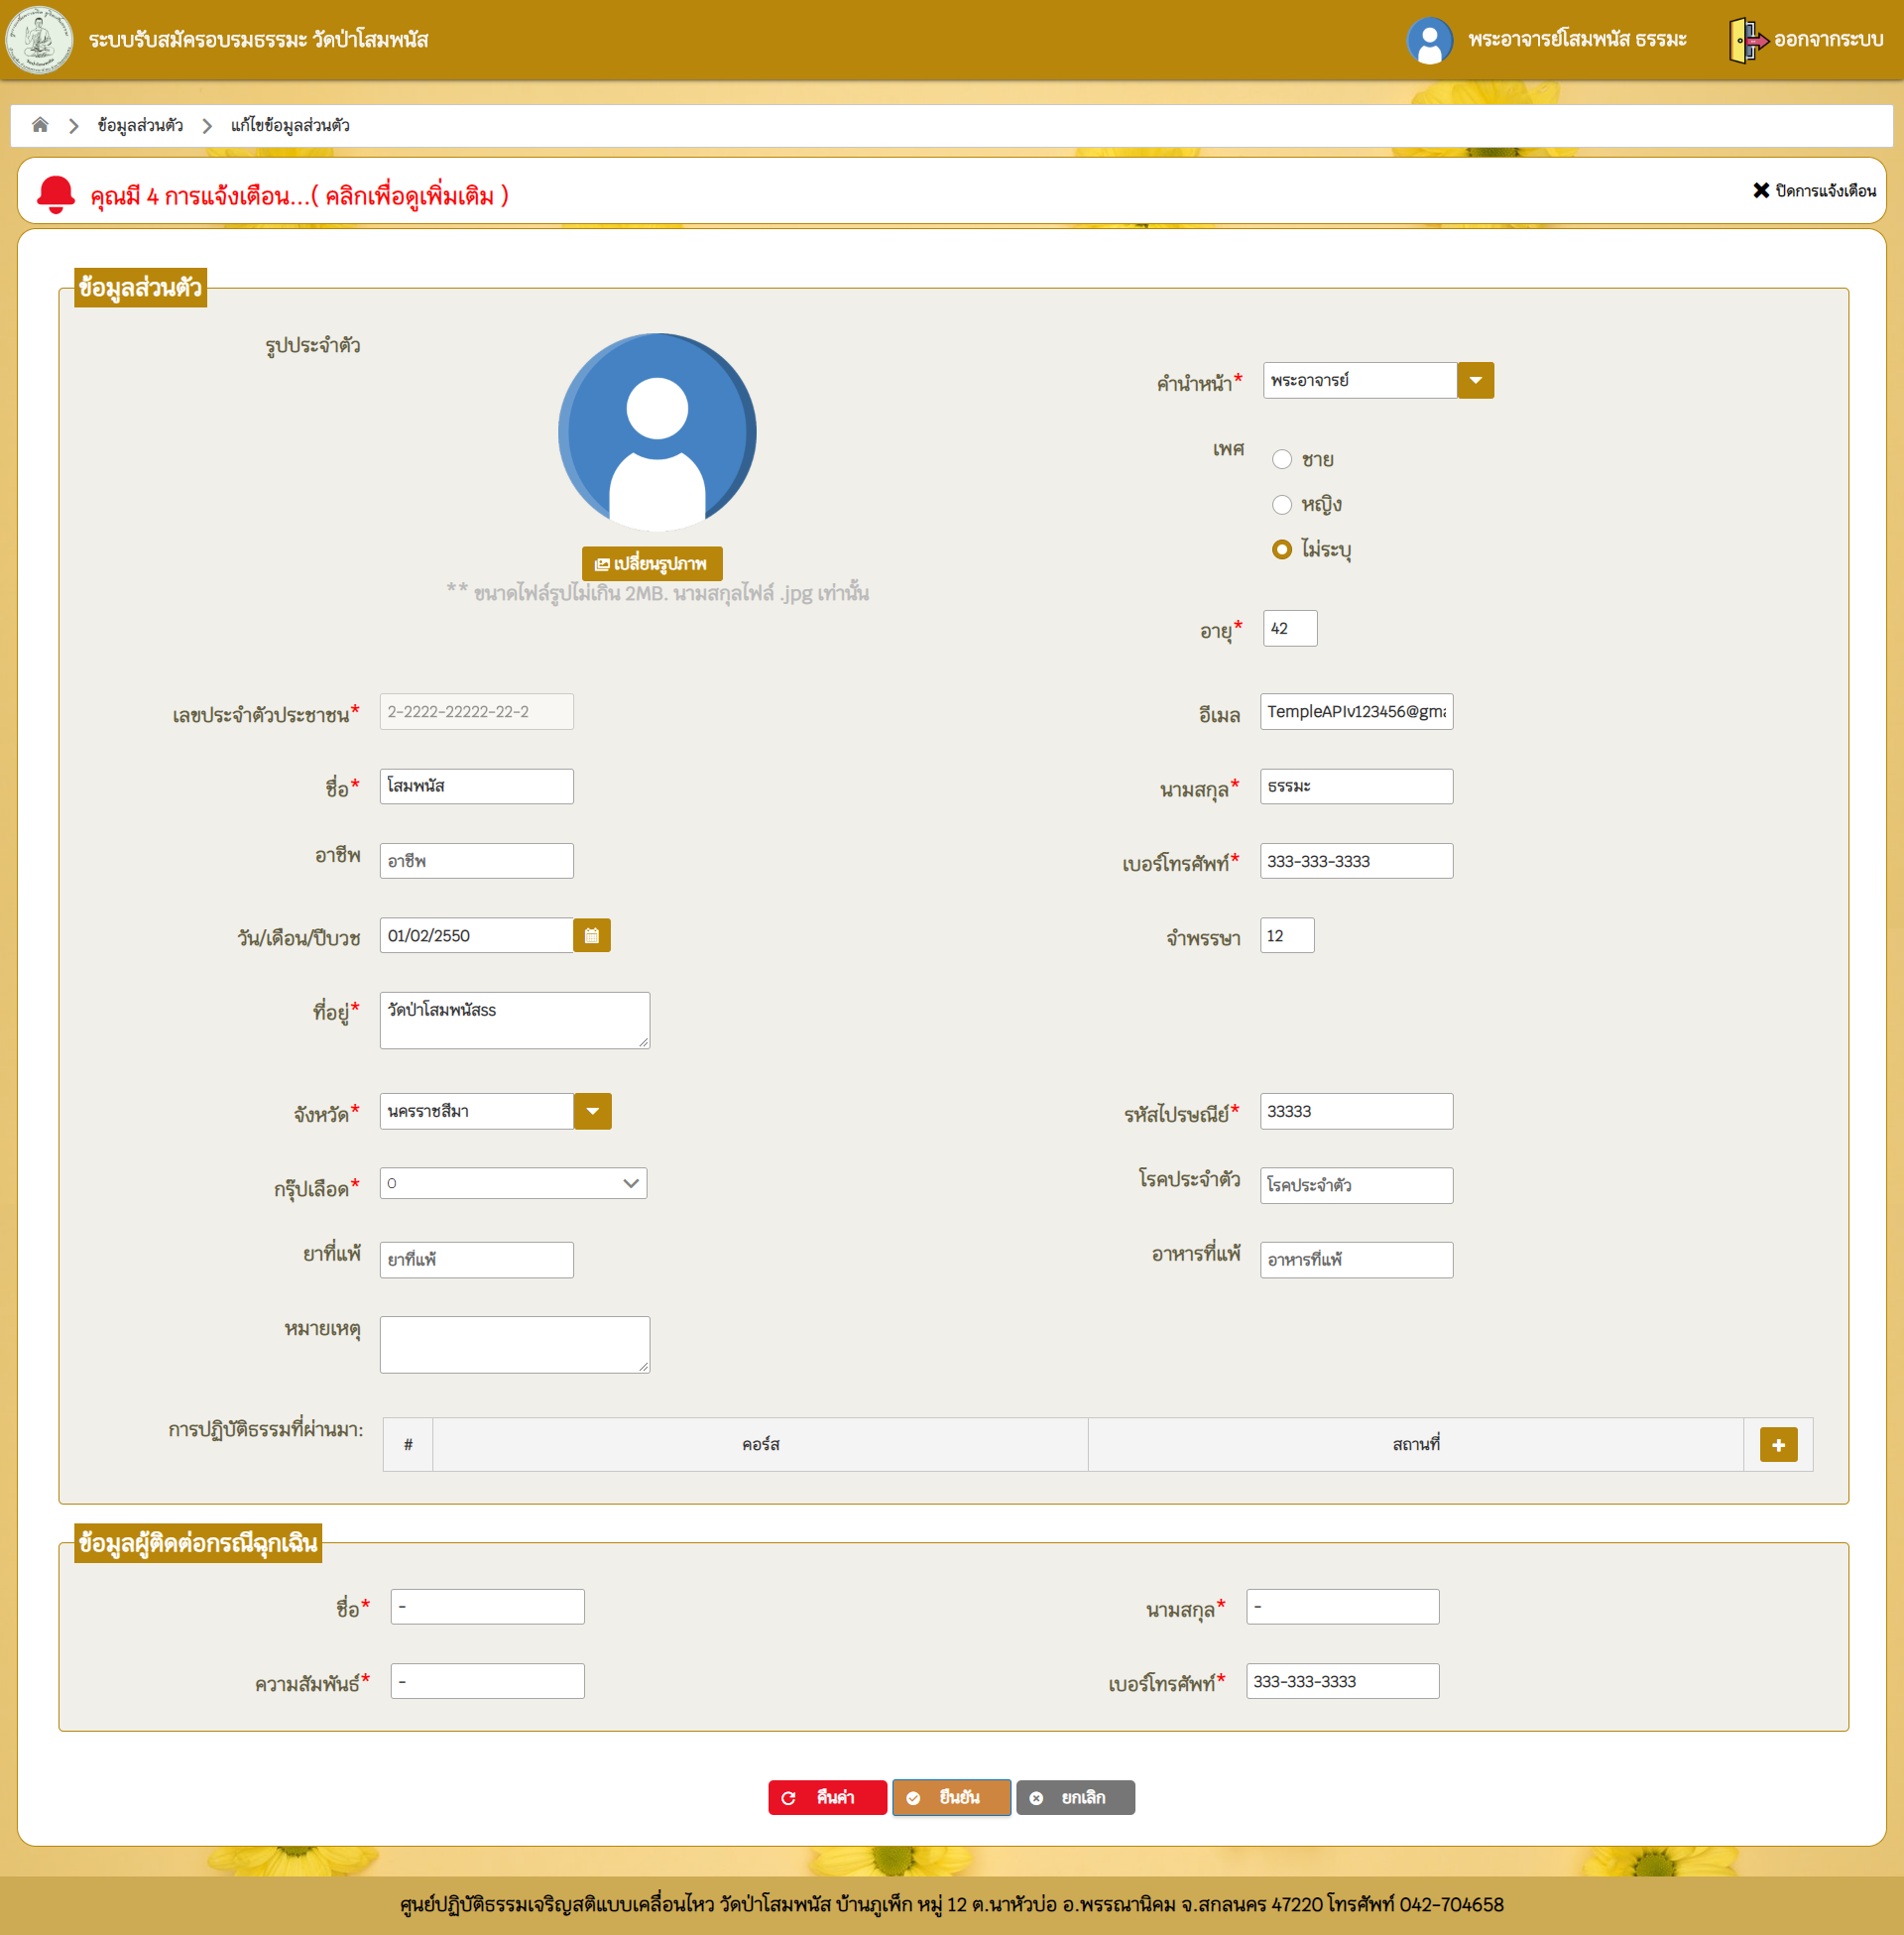 ระบบรับสมัครอบรมธรรมะ วัดป่าโสมพนัส
พระอาจารย์โสมพนัส ธรรมะ
ออกจากระบบ
ข้อมูลส่วนตัว
แก้ไขข้อมูลส่วนตัว
คุณมี 4 การแจ้งเตือน...( คลิกเพื่อดูเพิ่มเติม )
ปิดการแจ้งเตือน
ข้อมูลส่วนตัว
รูปประจำตัว
เปลี่ยนรูปภาพ
** ขนาดไฟล์รูปไม่เกิน 2MB. นามสกุลไฟล์ .jpg เท่านั้น
คำนำหน้า* พระอาจารย์
เพศ
ชาย
หญิง
ไม่ระบุ
อายุ* 42
เลขประจำตัวประชาชน* 2-2222-22222-22-2
อีเมล TempleAPIv123456@gma
ชื่อ* โสมพนัส
นามสกุล* ธรรมะ
อาชีพ อาชีพ
เบอร์โทรศัพท์* 333-333-3333
วัน/เดือน/ปีบวช 01/02/2550
จำพรรษา 12
ที่อยู่* วัดป่าโสมพนัสss
จังหวัด* นครราชสีมา
รหัสไปรษณีย์* 33333
กรุ๊ปเลือด* O
โรคประจำตัว โรคประจำตัว
ยาที่แพ้ ยาที่แพ้
อาหารที่แพ้ อาหารที่แพ้
หมายเหตุ
การปฏิบัติธรรมที่ผ่านมา:
# คอร์ส สถานที่
ข้อมูลผู้ติดต่อกรณีฉุกเฉิน
ชื่อ* -
นามสกุล* -
ความสัมพันธ์* -
เบอร์โทรศัพท์* 333-333-3333
คืนค่า
ยืนยัน
ยกเลิก
ศูนย์ปฏิบัติธรรมเจริญสติแบบเคลื่อนไหว วัดป่าโสมพนัส บ้านภูเพ็ก หมู่ 12 ต.นาหัวบ่อ อ.พรรณานิคม จ.สกลนคร 47220 โทรศัพท์ 042-704658